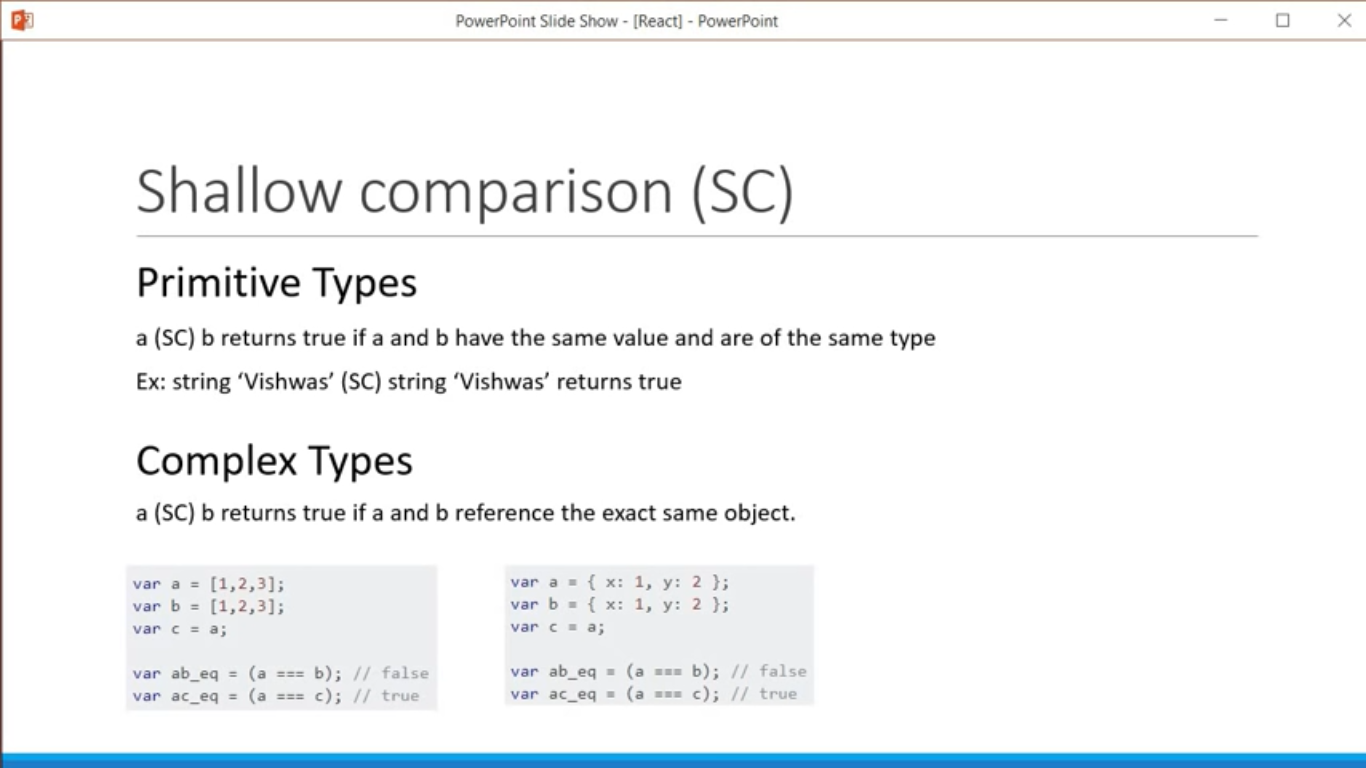 PowerPoint Slide Show - [React] - PowerPoint
Shallow comparison (SC)
Primitive Types
a (SC) b returns true if a and b have the same value and are of the same type
Ex: string ‘Vishwas’ (SC) string ‘Vishwas’ returns true
Complex Types
a (SC) b returns true if a and b reference the exact same object.
var a = [1,2,3];
var b = [1,2,3];
var c = a;
var ab_eq = (a === b); // false
var ac_eq = (a === c); // true
var a = { x: 1, y: 2 };
var b = { x: 1, y: 2 };
var c = a;
var ab_eq = (a === b); // false
var ac_eq = (a === c); // true